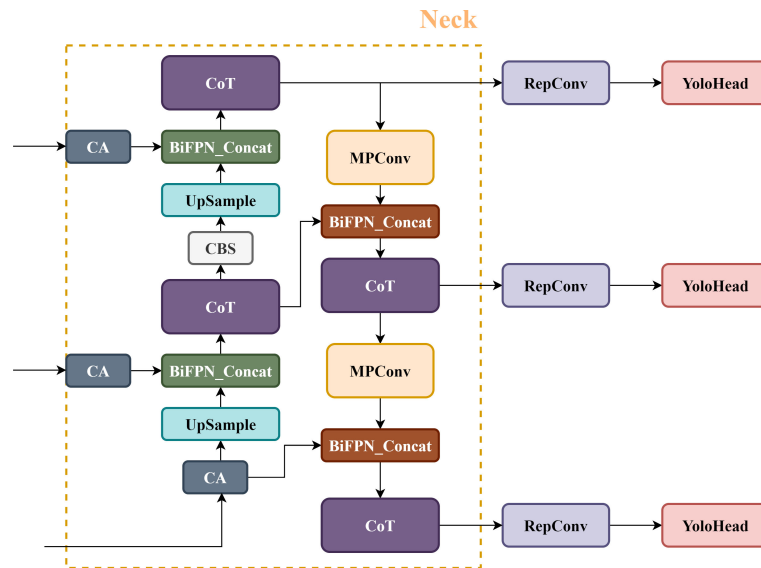 Neck
CoT
RepConv
YoloHead
CA
BiFPN_Concat
MPConv
UpSample
BiFPN_Concat
CBS
CoT
CoT
RepConv
YoloHead
CA
BiFPN_Concat
MPConv
UpSample
BiFPN_Concat
CA
CoT
RepConv
YoloHead